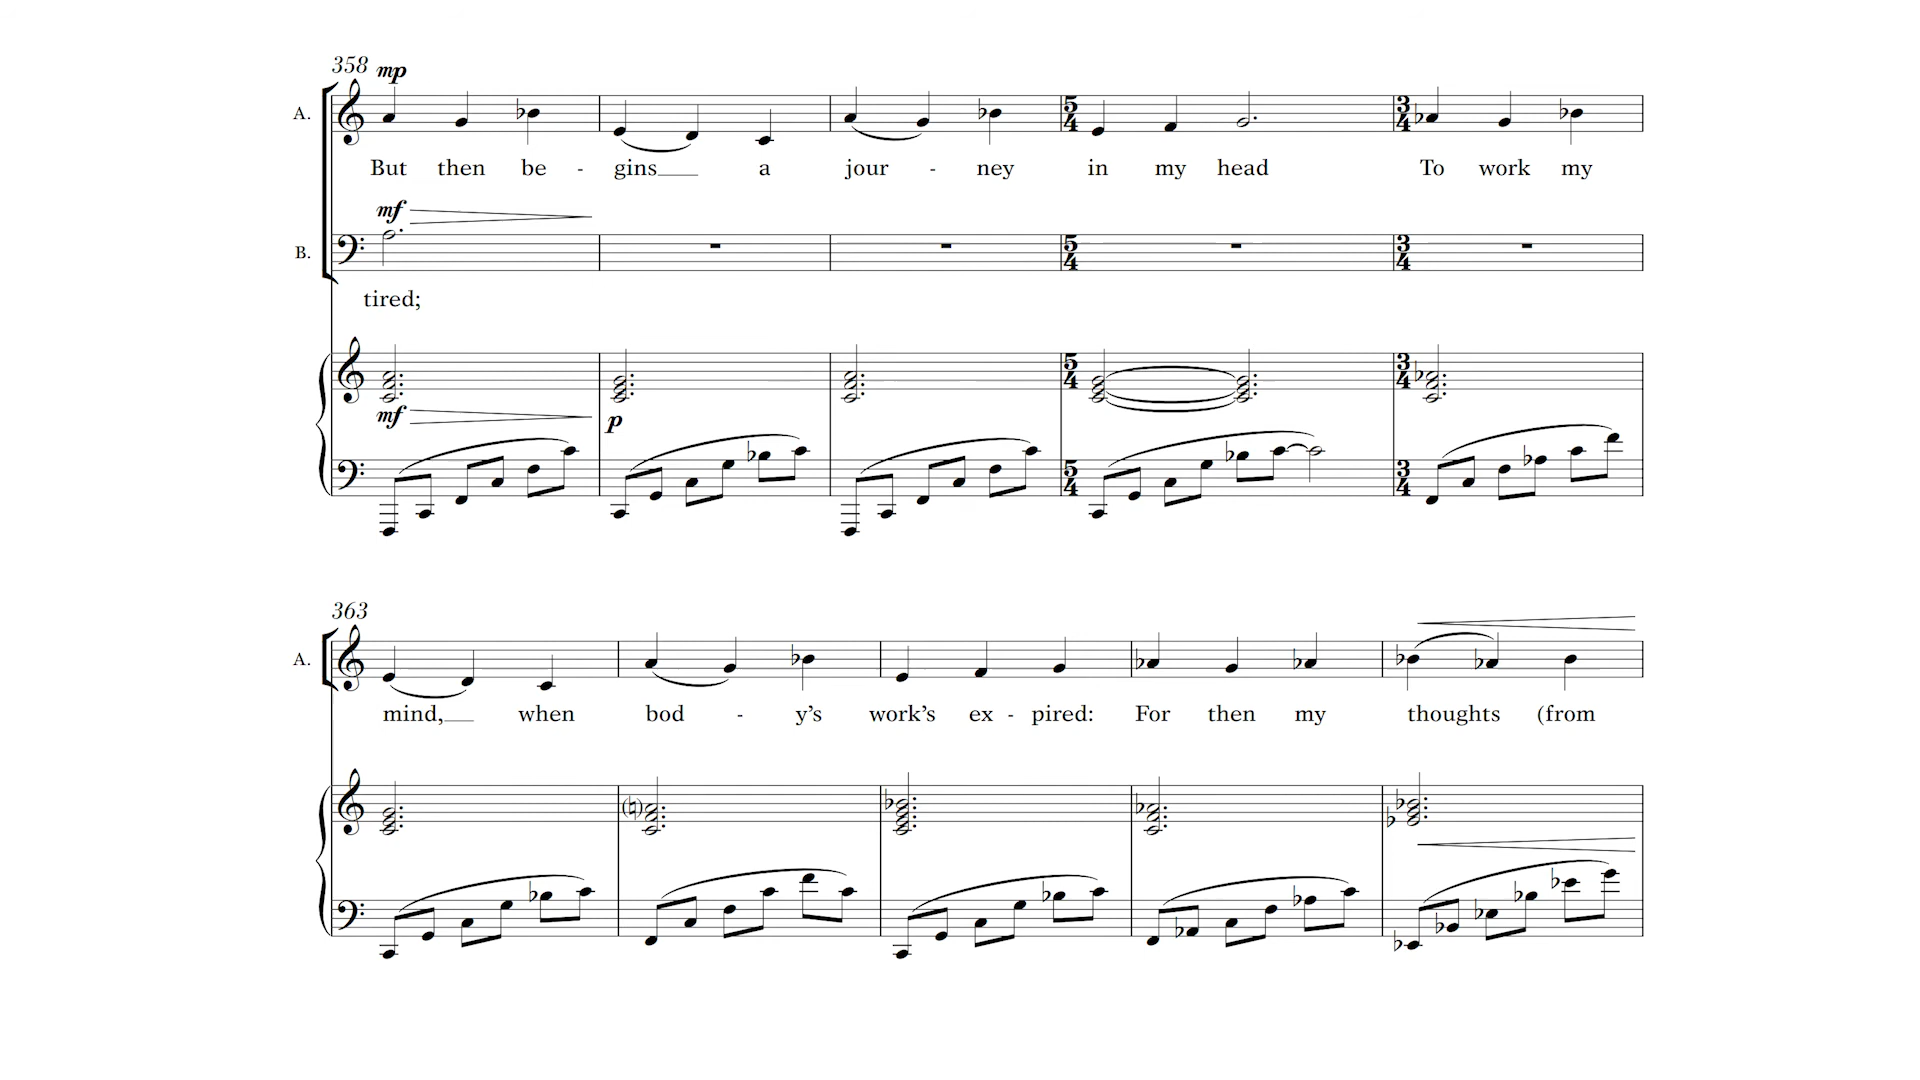 358 mp
A.
But then be - gins a jour - ney in my head To work my
mf
B.
tired;
mf p
363
A.
mind, when bod - y’s work’s ex - pired: For then my thoughts (from